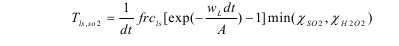 T_{ls,so2} = \frac{1}{dt} frc_{ls} [\exp(-\frac{w_L dt}{A}) - 1] \min(\chi_{SO2}, \chi_{H2O2})